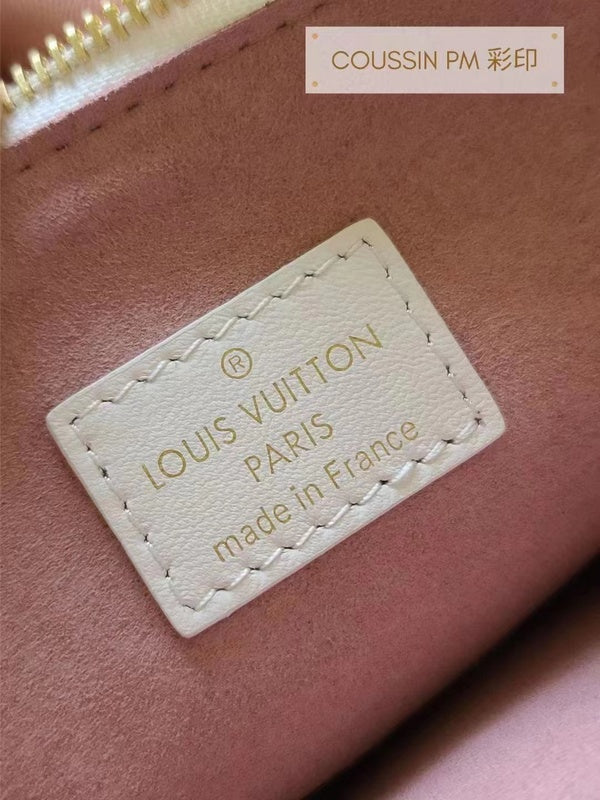 COUSSIN PM 彩印
®
LOUIS VUITTON
PARIS
made in France